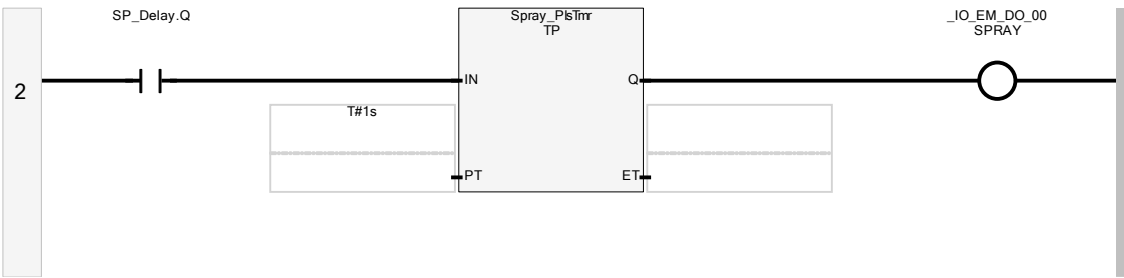 SP_Delay.Q
Spray_PlsTmr
TP
_IO_EM_DO_00
SPRAY
2
IN
Q
T#1s
PT
ET